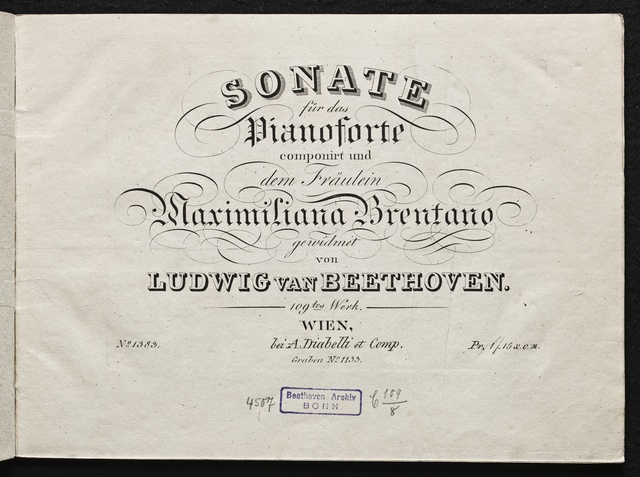 SONATE
für das
Pianoforte
componirt und
dem Fräulein
Maximiliana Brentano
gewidmet
von
LUDWIG VAN BEETHOVEN.
109tes Werk.
WIEN,
No 1383. bei A. Diabelli et Comp. Pr. 1 f. 15 x. C.M.
Graben No 1133.
4507 Beethoven Archiv C 109/8
BONN